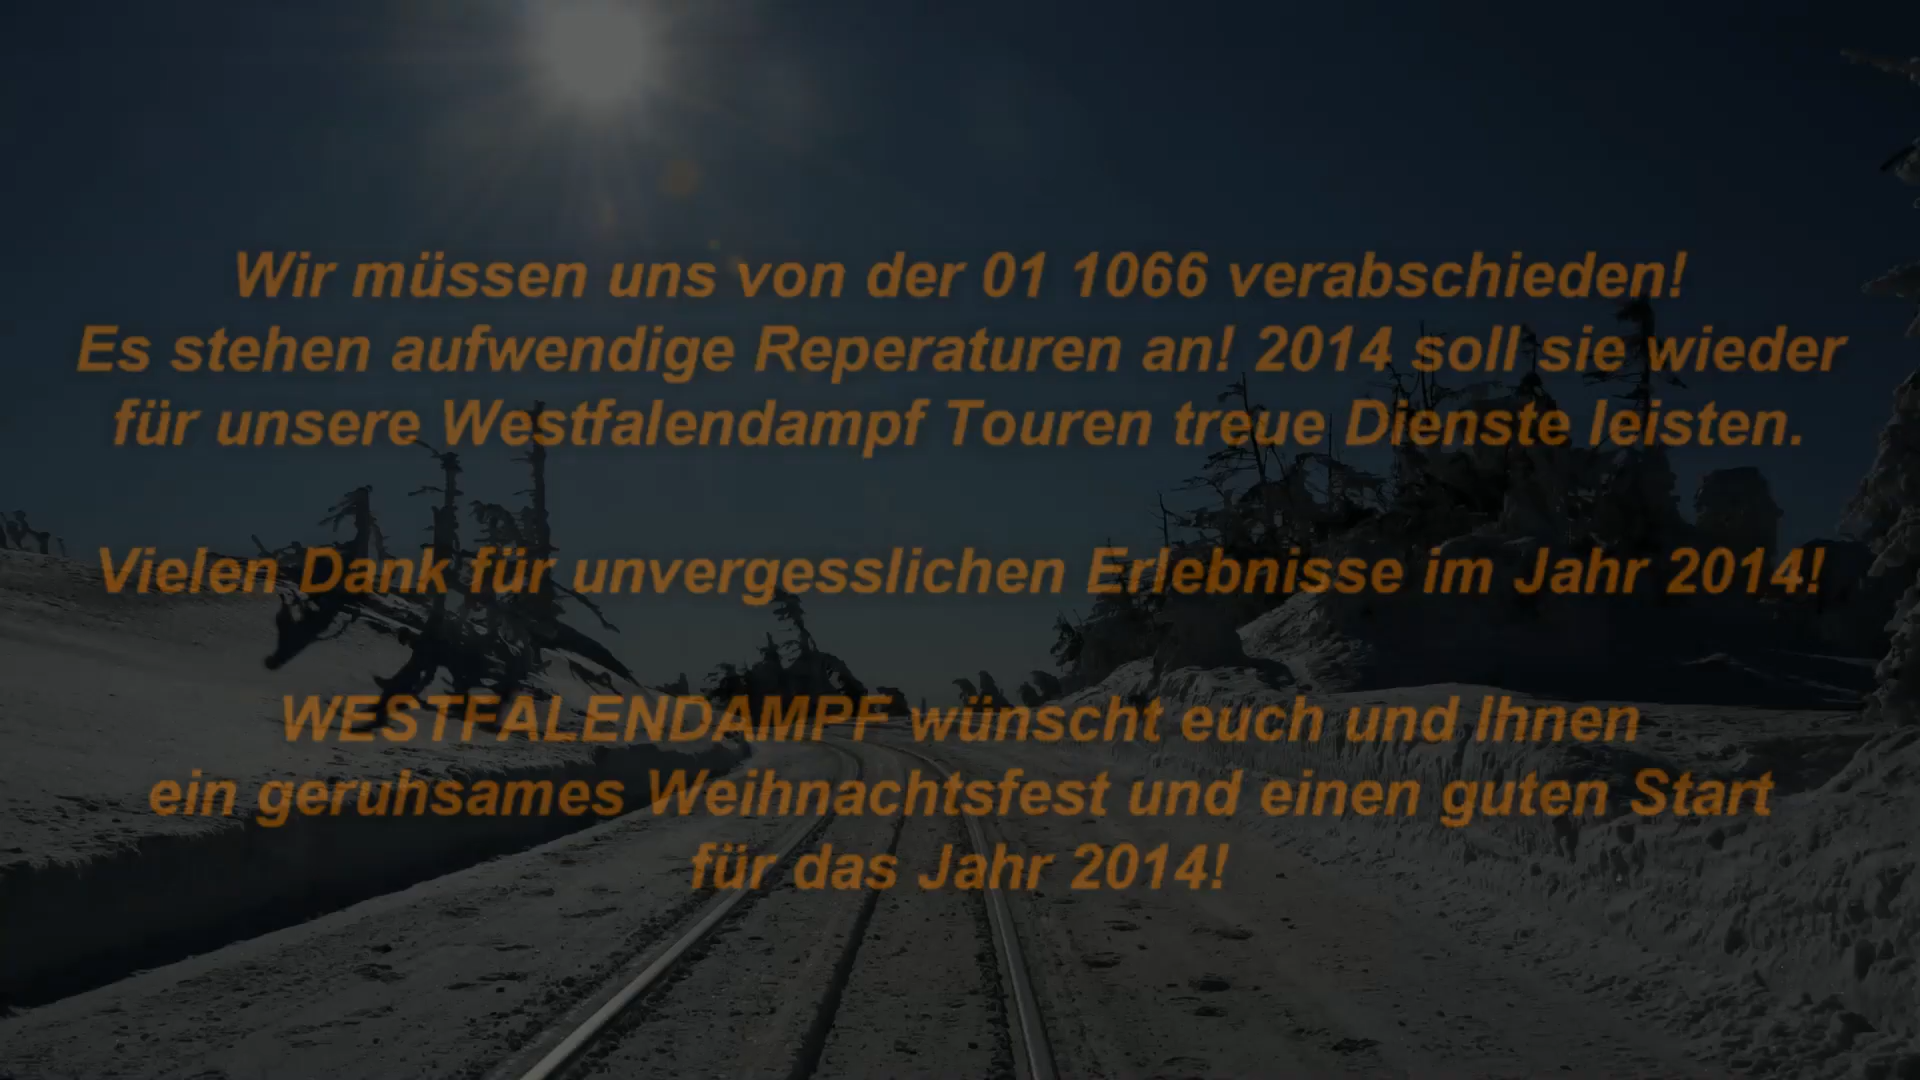 Wir müssen uns von der 01 1066 verabschieden!
Es stehen aufwendige Reperaturen an! 2014 soll sie wieder
für unsere Westfalendampf Touren treue Dienste leisten.
Vielen Dank für unvergesslichen Erlebnisse im Jahr 2014!
WESTFALENDAMPF wünscht euch und Ihnen
ein geruhsames Weihnachtsfest und einen guten Start
für das Jahr 2014!